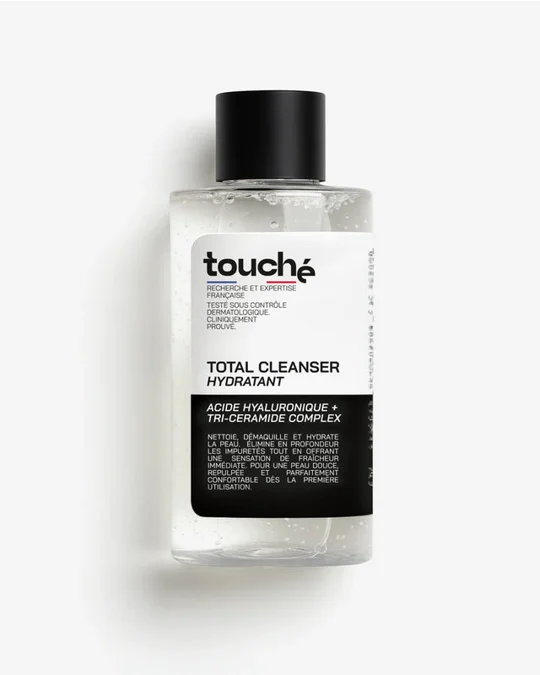 touché
RECHERCHE ET EXPERTISE
FRANÇAISE
TESTÉ SOUS CONTRÔLE
DERMATOLOGIQUE.
CLINIQUEMENT
PROUVÉ.
TOTAL CLEANSER
HYDRATANT
ACIDE HYALURONIQUE +
TRI-CERAMIDE COMPLEX
NETTOIE, DÉMAQUILLE ET HYDRATE
LA PEAU. ÉLIMINE EN PROFONDEUR
LES IMPURETÉS TOUT EN OFFRANT
UNE SENSATION DE FRAÎCHEUR
IMMÉDIATE. POUR UNE PEAU DOUCE,
REPULPÉE ET PARFAITEMENT
CONFORTABLE DÈS LA PREMIÈRE
UTILISATION.